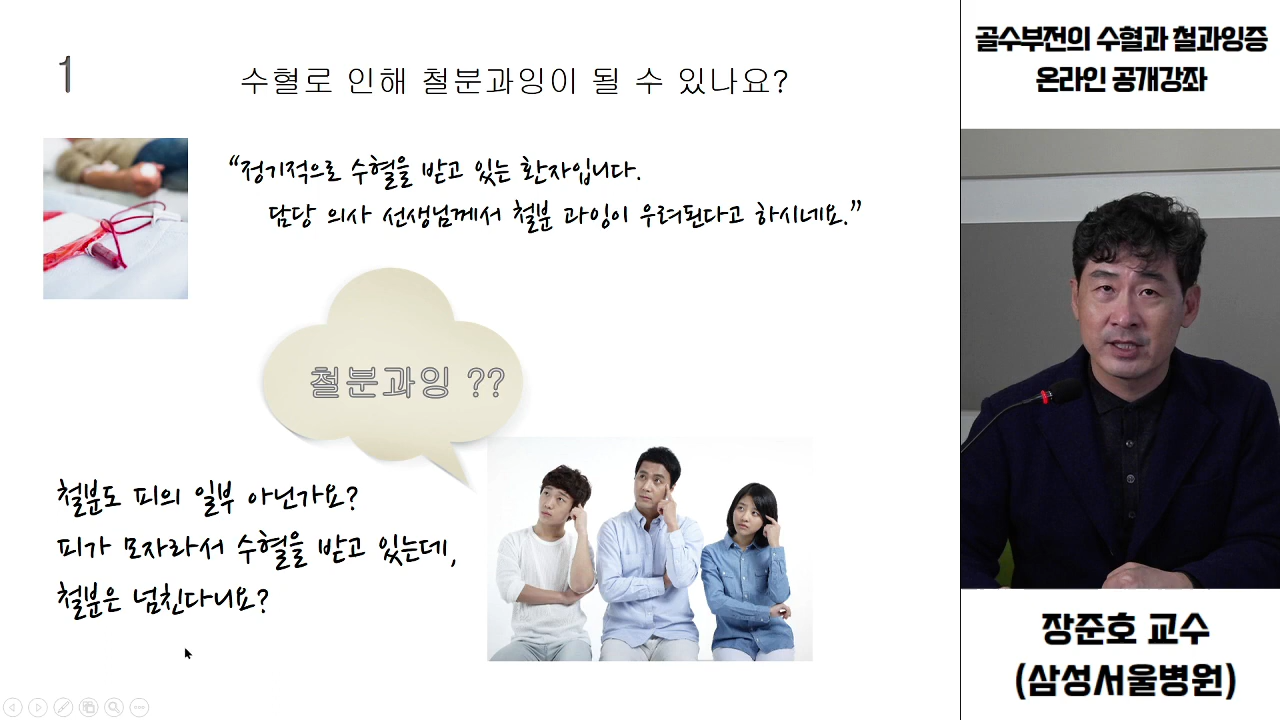 1
수혈로 인해 철분과잉이 될 수 있나요?
“정기적으로 수혈을 받고 있는 환자입니다.
담당 의사 선생님께서 철분 과잉이 우려된다고 하시네요.”
철분과잉 ??
철분도 피의 일부 아닌가요?
피가 모자라서 수혈을 받고 있는데,
철분은 넘친다니요?
골수부전의 수혈과 철과잉증
온라인 공개강좌
장준호 교수
(삼성서울병원)